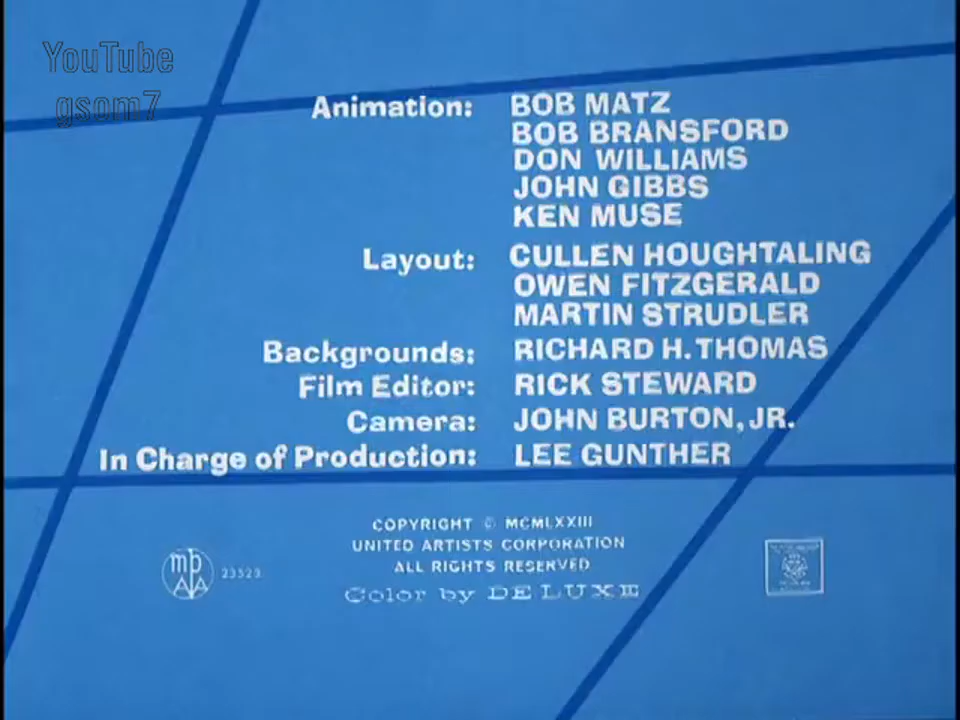 YouTube
gsom7
Animation: BOB MATZ
BOB BRANSFORD
DON WILLIAMS
JOHN GIBBS
KEN MUSE
Layout: CULLEN HOUGHTALING
OWEN FITZGERALD
MARTIN STRUDLER
Backgrounds: RICHARD H. THOMAS
Film Editor: RICK STEWARD
Camera: JOHN BURTON, JR.
In Charge of Production: LEE GUNTHER
COPYRIGHT © MCMLXXIII
UNITED ARTISTS CORPORATION
ALL RIGHTS RESERVED
Color by DE LUXE